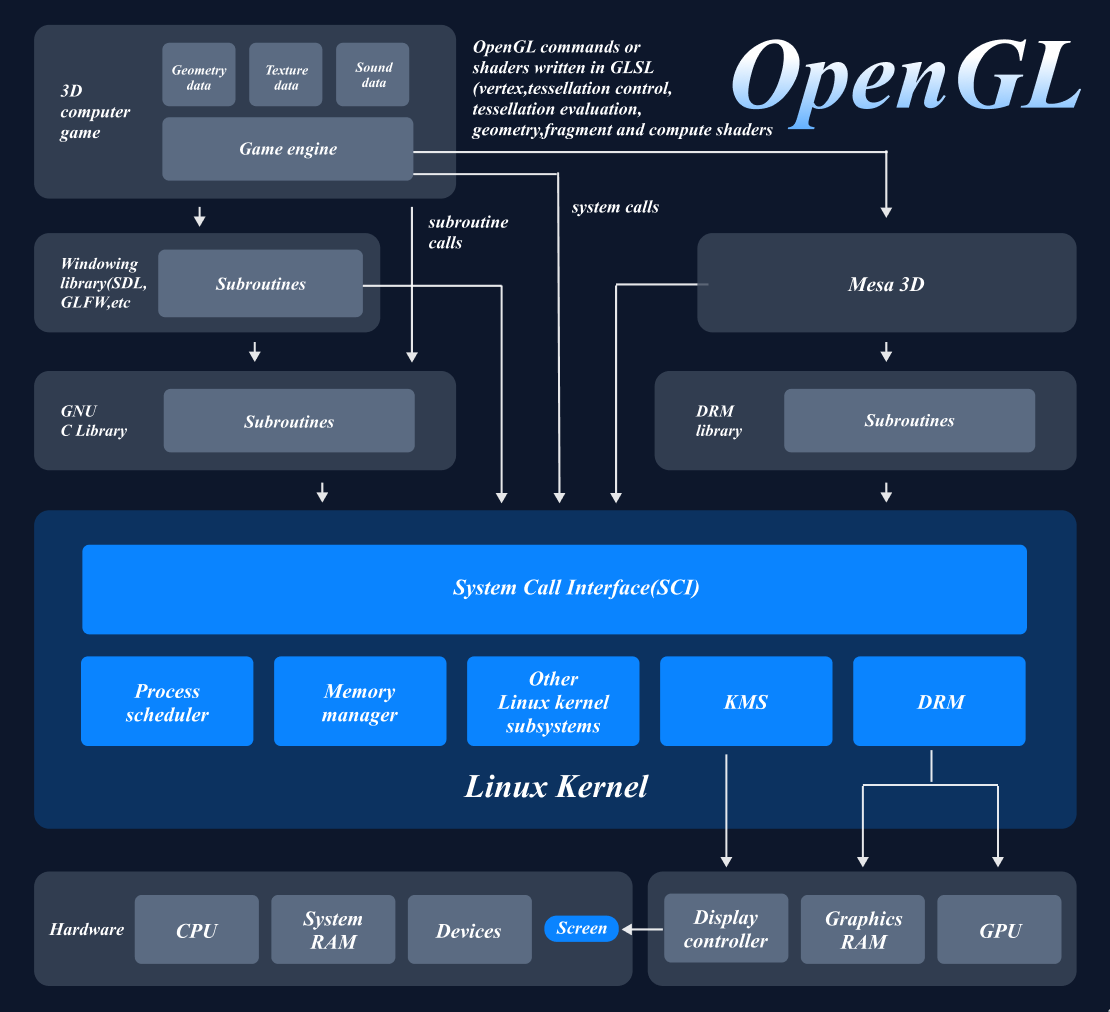 OpenGL
3D
computer
game
Geometry
data
Texture
data
Sound
data
Game engine
OpenGL commands or
shaders written in GLSL
(vertex,tessellation control,
tessellation evaluation,
geometry,fragment and compute shaders
system calls
subroutine
calls
Windowing
library(SDL,
GLFW,etc
Subroutines
Mesa 3D
GNU
C Library
Subroutines
DRM
library
Subroutines
System Call Interface(SCI)
Process
scheduler
Memory
manager
Other
Linux kernel
subsystems
KMS
DRM
Linux Kernel
Hardware
CPU
System
RAM
Devices
Screen
Display
controller
Graphics
RAM
GPU